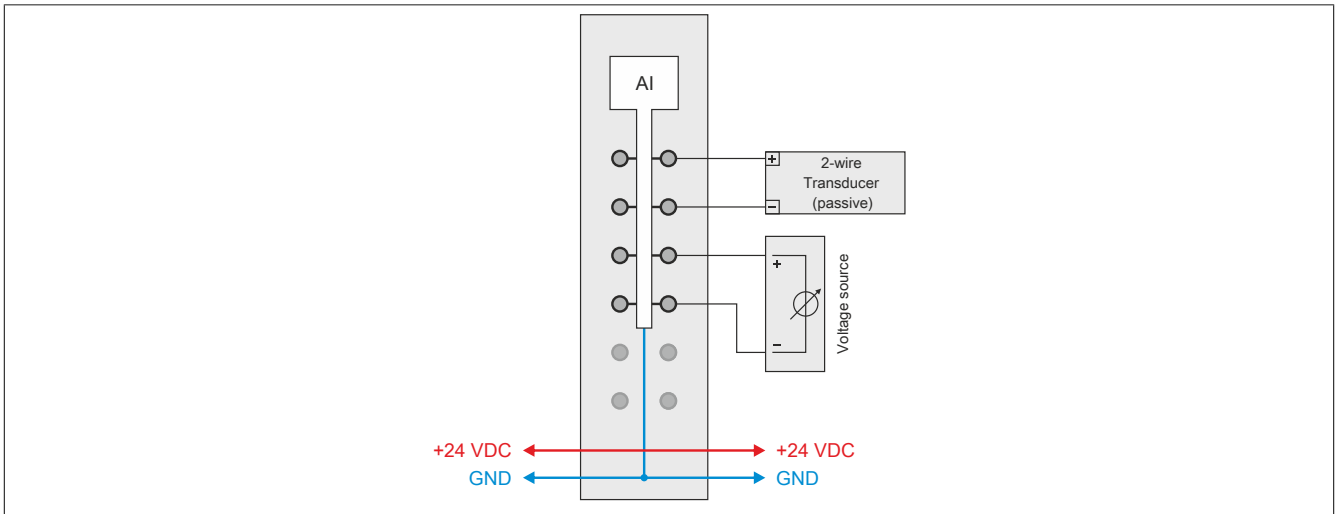 AI
+
2-wire
Transducer
(passive)
−
+
Voltage source
−
+24 VDC
+24 VDC
GND
GND